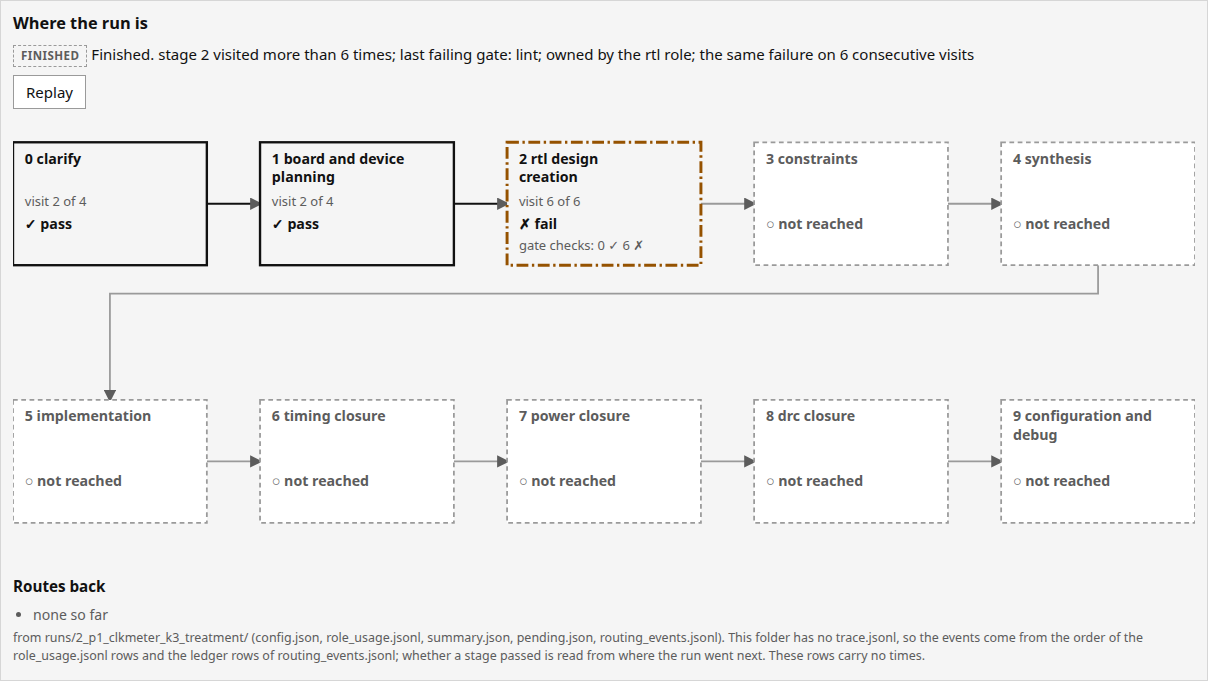 Where the run is
FINISHED Finished. stage 2 visited more than 6 times; last failing gate: lint; owned by the rtl role; the same failure on 6 consecutive visits
Replay
0 clarify
visit 2 of 4
✓ pass
1 board and device
planning
visit 2 of 4
✓ pass
2 rtl design
creation
visit 6 of 6
✗ fail
gate checks: 0 ✓ 6 ✗
3 constraints
○ not reached
4 synthesis
○ not reached
5 implementation
○ not reached
6 timing closure
○ not reached
7 power closure
○ not reached
8 drc closure
○ not reached
9 configuration and
debug
○ not reached
Routes back
• none so far
from runs/2_p1_clkmeter_k3_treatment/ (config.json, role_usage.jsonl, summary.json, pending.json, routing_events.jsonl). This folder has no trace.jsonl, so the events come from the order of the
role_usage.jsonl rows and the ledger rows of routing_events.jsonl; whether a stage passed is read from where the run went next. These rows carry no times.